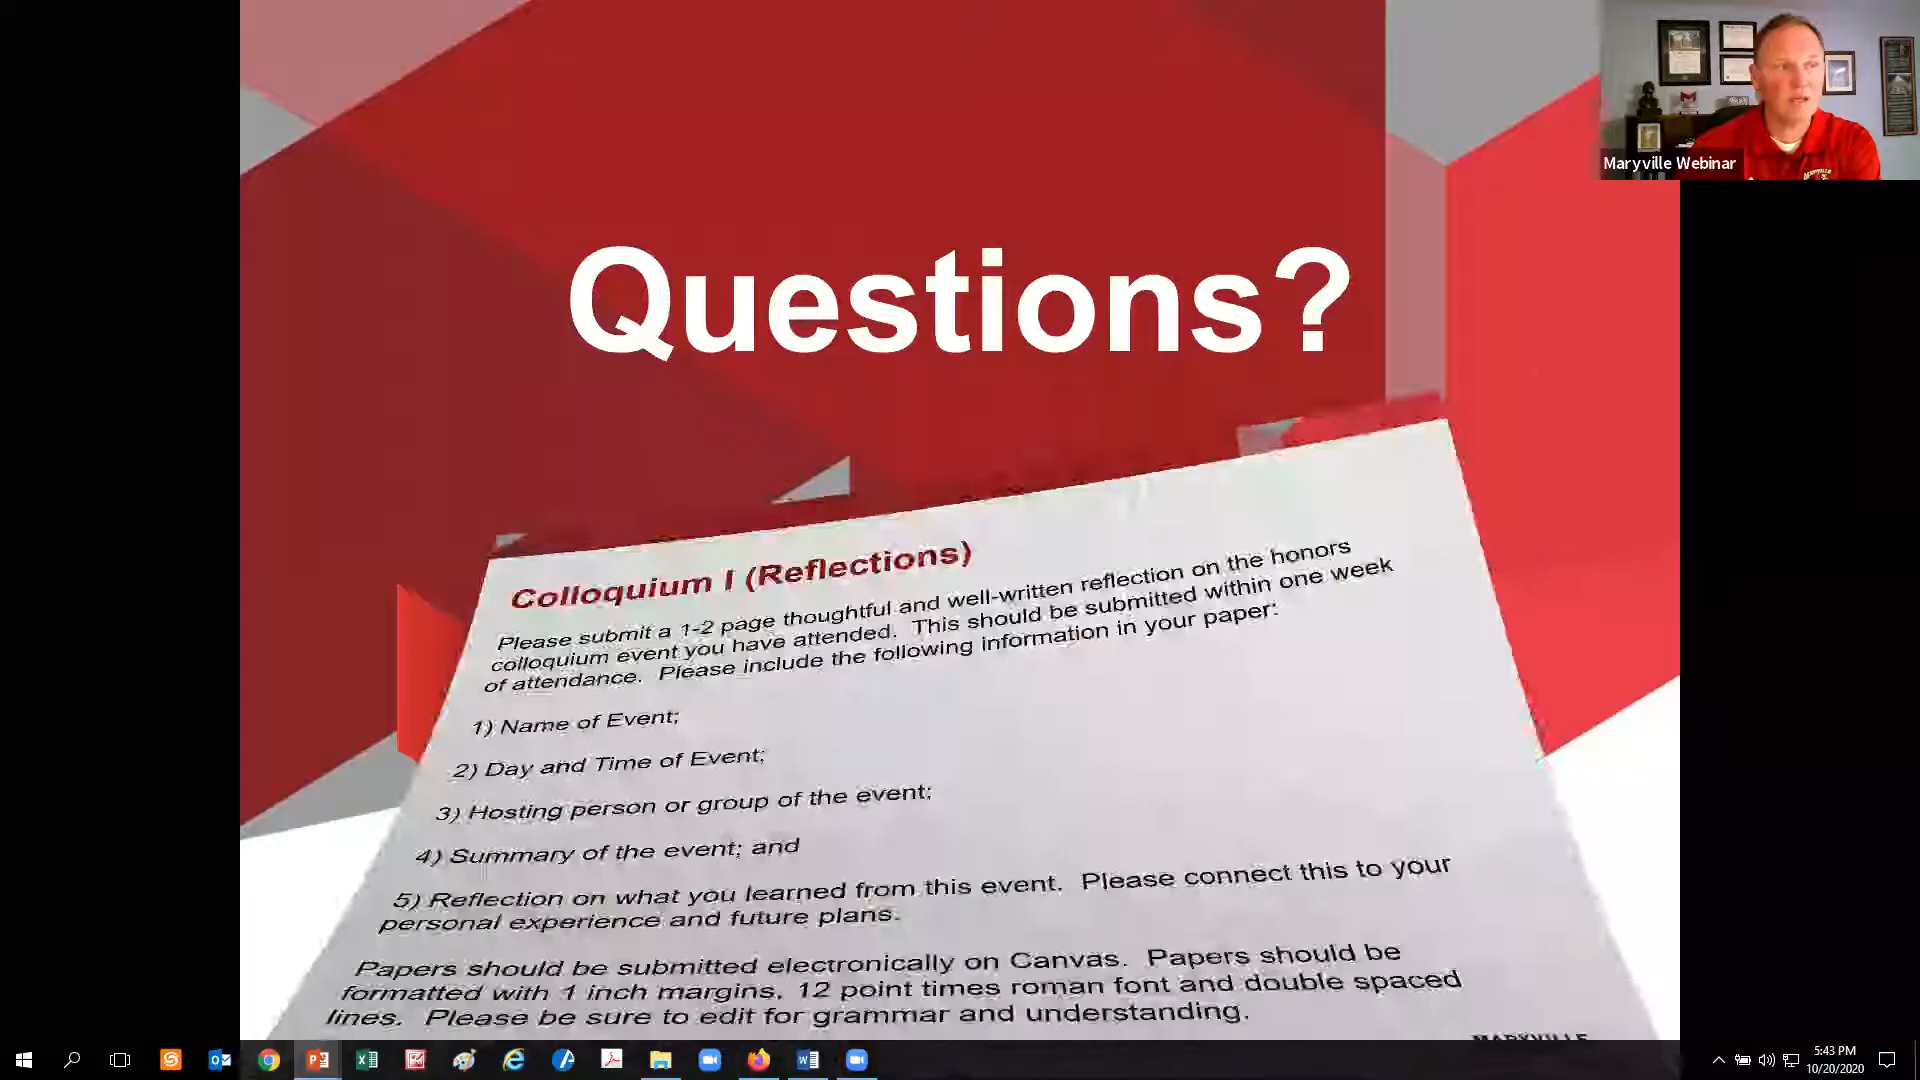 Questions?
Maryville Webinar
Colloquium I (Reflections)
Please submit a 1-2 page thoughtful and well-written reflection on the honors
colloquium event you have attended. This should be submitted within one week
of attendance. Please include the following information in your paper:
1) Name of Event;
2) Day and Time of Event;
3) Hosting person or group of the event;
4) Summary of the event; and
5) Reflection on what you learned from this event. Please connect this to your
personal experience and future plans.
Papers should be submitted electronically on Canvas. Papers should be
formatted with 1 inch margins, 12 point times roman font and double spaced
lines. Please be sure to edit for grammar and understanding.
MARYVILLE
5:43 PM
10/20/2020